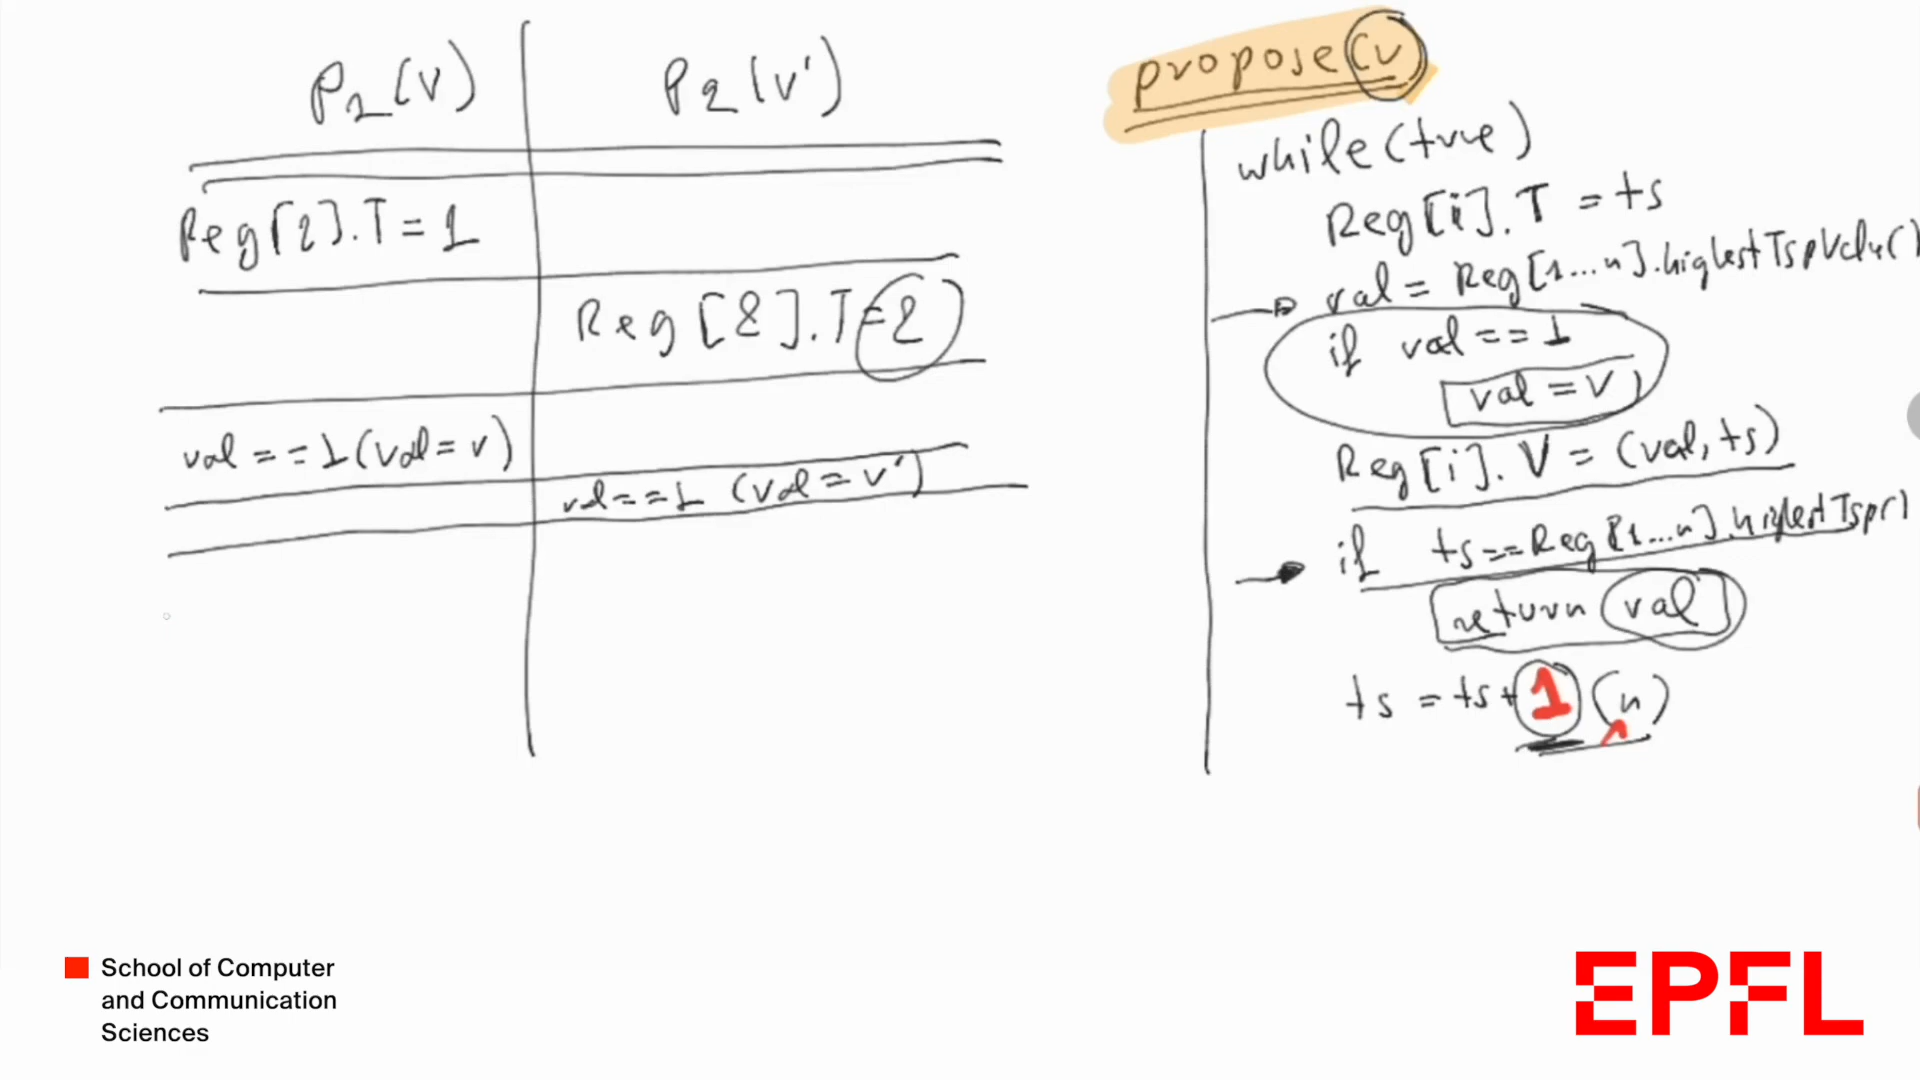 P1(v) P2(v')
Reg[2].T=1
Reg[2].T=2
val==⊥(val=v)
val==⊥ (val=v')
propose(v)
while(true)
Reg[i].T = ts
val = Reg[1...n].highestTspValue()
if val==⊥
val=v
Reg[i].V=(val,ts)
if ts==Reg[1...n].highestTsp()
return val
ts = ts+1 (n)
School of Computer
and Communication
Sciences
EPFL